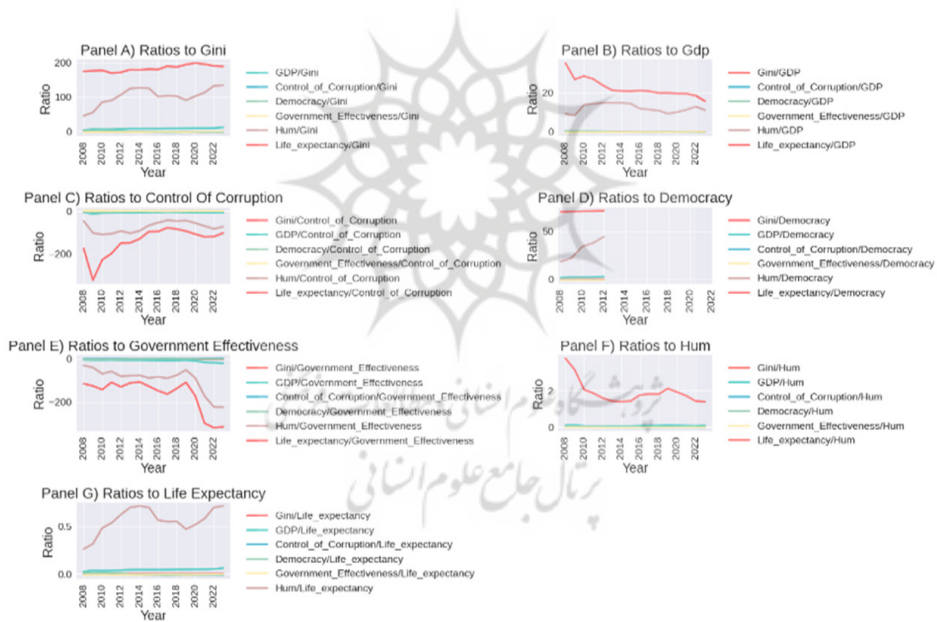 Panel A) Ratios to Gini
200
100
0
Ratio
2008
2010
2012
2014
2016
2018
2020
2022
Year
GDP/Gini
Control_of_Corruption/Gini
Democracy/Gini
Government_Effectiveness/Gini
Hum/Gini
Life_expectancy/Gini
Panel B) Ratios to Gdp
20
0
Ratio
2008
2010
2012
2014
2016
2018
2020
2022
Year
Gini/GDP
Control_of_Corruption/GDP
Democracy/GDP
Government_Effectiveness/GDP
Hum/GDP
Life_expectancy/GDP
Panel C) Ratios to Control Of Corruption
0
−200
Ratio
2008
2010
2012
2014
2016
2018
2020
2022
Year
Gini/Control_of_Corruption
GDP/Control_of_Corruption
Democracy/Control_of_Corruption
Government_Effectiveness/Control_of_Corruption
Hum/Control_of_Corruption
Life_expectancy/Control_of_Corruption
Panel D) Ratios to Democracy
50
0
Ratio
2008
2010
2012
2014
2016
2018
2020
2022
Year
Gini/Democracy
GDP/Democracy
Control_of_Corruption/Democracy
Government_Effectiveness/Democracy
Hum/Democracy
Life_expectancy/Democracy
Panel E) Ratios to Government Effectiveness
0
−200
Ratio
2008
2010
2012
2014
2016
2018
2020
2022
Year
Gini/Government_Effectiveness
GDP/Government_Effectiveness
Control_of_Corruption/Government_Effectiveness
Democracy/Government_Effectiveness
Hum/Government_Effectiveness
Life_expectancy/Government_Effectiveness
Panel F) Ratios to Hum
2
0
Ratio
2008
2010
2012
2014
2016
2018
2020
2022
Year
Gini/Hum
GDP/Hum
Control_of_Corruption/Hum
Democracy/Hum
Government_Effectiveness/Hum
Life_expectancy/Hum
پژوهشگاه علوم انسانی و مطالعات فرهنگی
پرتال جامع علوم انسانی
Panel G) Ratios to Life Expectancy
0.5
0.0
Ratio
2008
2010
2012
2014
2016
2018
2020
2022
Year
Gini/Life_expectancy
GDP/Life_expectancy
Control_of_Corruption/Life_expectancy
Democracy/Life_expectancy
Government_Effectiveness/Life_expectancy
Hum/Life_expectancy